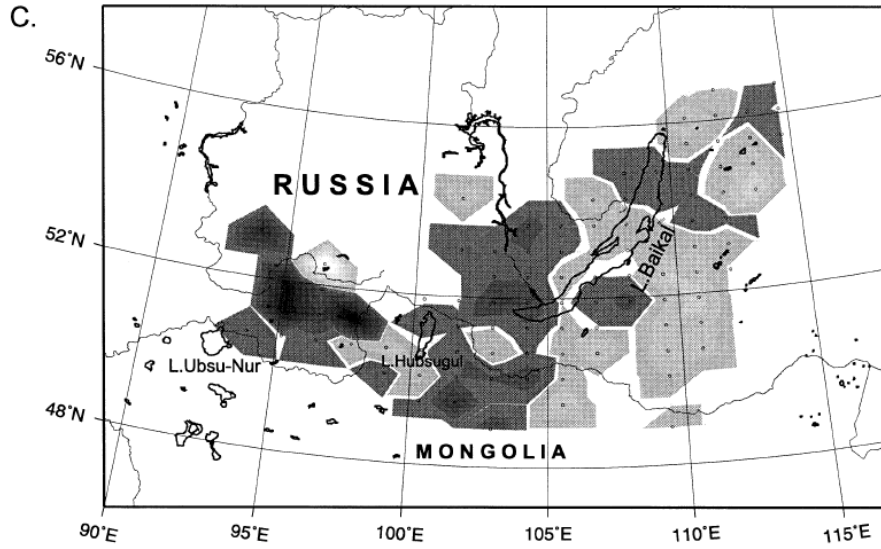 C.
56°N
RUSSIA
52°N
L.Baikal
L.Ubsu-Nur
L.Hubsugul
48°N
MONGOLIA
90°E
95°E
100°E
105°E
110°E
115°E